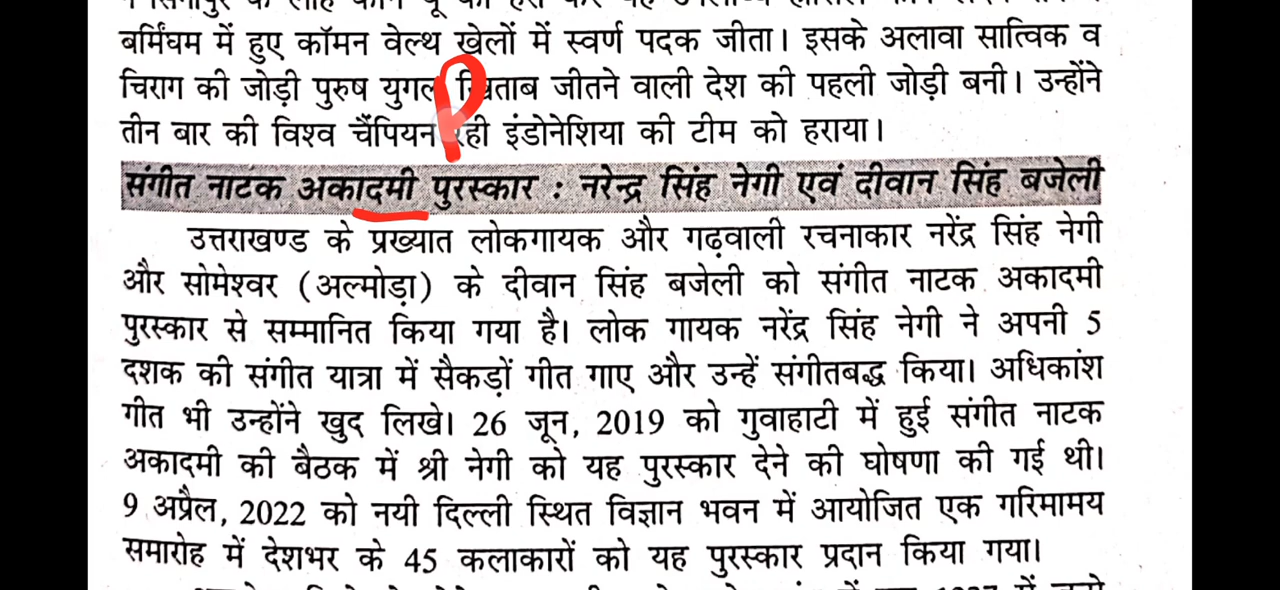 बर्मिंघम में हुए कॉमन वेल्थ खेलों में स्वर्ण पदक जीता। इसके अलावा सात्विक व
चिराग की जोड़ी पुरुष युगल खिताब जीतने वाली देश की पहली जोड़ी बनी। उन्होंने
तीन बार की विश्व चैंपियन रही इंडोनेशिया की टीम को हराया।
संगीत नाटक अकादमी पुरस्कार : नरेन्द्र सिंह नेगी एवं दीवान सिंह बजेली
उत्तराखण्ड के प्रख्यात लोकगायक और गढ़वाली रचनाकार नरेंद्र सिंह नेगी
और सोमेश्वर (अल्मोड़ा) के दीवान सिंह बजेली को संगीत नाटक अकादमी
पुरस्कार से सम्मानित किया गया है। लोक गायक नरेंद्र सिंह नेगी ने अपनी 5
दशक की संगीत यात्रा में सैकड़ों गीत गाए और उन्हें संगीतबद्ध किया। अधिकांश
गीत भी उन्होंने खुद लिखे। 26 जून, 2019 को गुवाहाटी में हुई संगीत नाटक
अकादमी की बैठक में श्री नेगी को यह पुरस्कार देने की घोषणा की गई थी।
9 अप्रैल, 2022 को नयी दिल्ली स्थित विज्ञान भवन में आयोजित एक गरिमामय
समारोह में देशभर के 45 कलाकारों को यह पुरस्कार प्रदान किया गया।